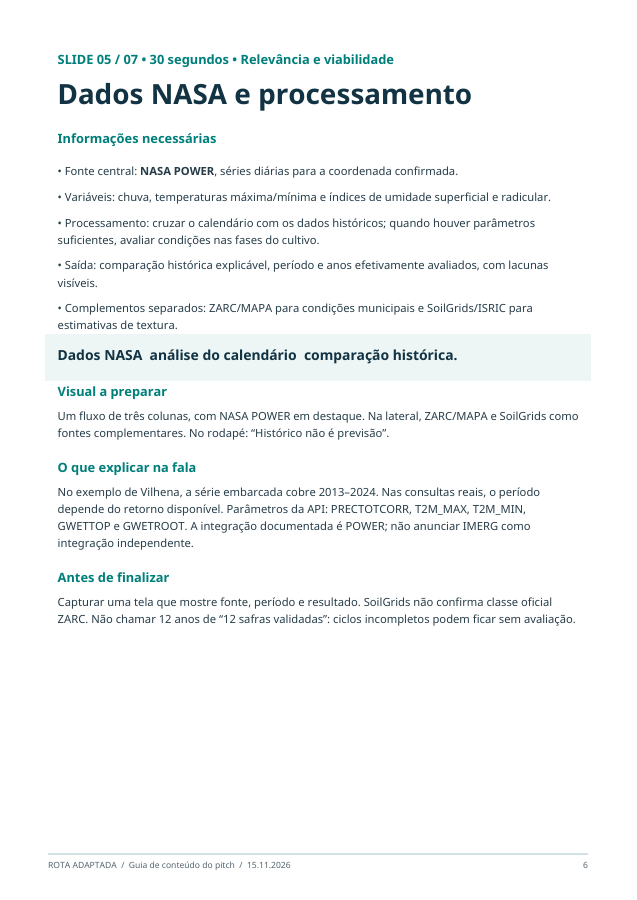 SLIDE 05 / 07 • 30 segundos • Relevância e viabilidade
Dados NASA e processamento
Informações necessárias
• Fonte central: NASA POWER, séries diárias para a coordenada confirmada.
• Variáveis: chuva, temperaturas máxima/mínima e índices de umidade superficial e radicular.
• Processamento: cruzar o calendário com os dados históricos; quando houver parâmetros
suficientes, avaliar condições nas fases do cultivo.
• Saída: comparação histórica explicável, período e anos efetivamente avaliados, com lacunas
visíveis.
• Complementos separados: ZARC/MAPA para condições municipais e SoilGrids/ISRIC para
estimativas de textura.
Dados NASA  análise do calendário  comparação histórica.
Visual a preparar
Um fluxo de três colunas, com NASA POWER em destaque. Na lateral, ZARC/MAPA e SoilGrids como
fontes complementares. No rodapé: “Histórico não é previsão”.
O que explicar na fala
No exemplo de Vilhena, a série embarcada cobre 2013–2024. Nas consultas reais, o período
depende do retorno disponível. Parâmetros da API: PRECTOTCORR, T2M_MAX, T2M_MIN,
GWETTOP e GWETROOT. A integração documentada é POWER; não anunciar IMERG como
integração independente.
Antes de finalizar
Capturar uma tela que mostre fonte, período e resultado. SoilGrids não confirma classe oficial
ZARC. Não chamar 12 anos de “12 safras validadas”: ciclos incompletos podem ficar sem avaliação.
ROTA ADAPTADA / Guia de conteúdo do pitch / 15.11.2026
6